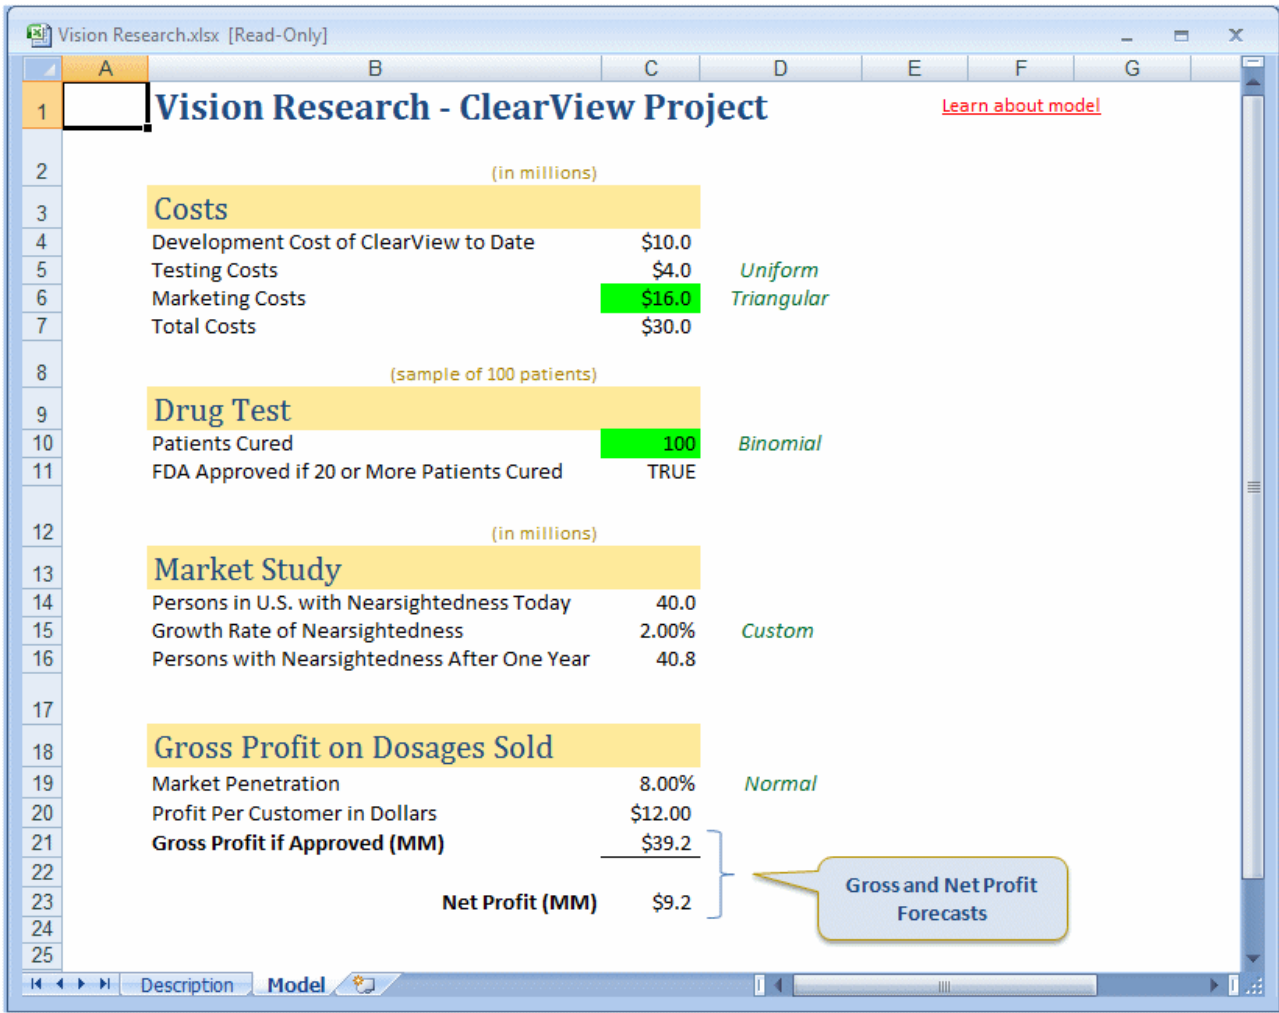 Vision Research.xlsx [Read-Only]
A B C D E F G
1 Vision Research - ClearView Project Learn about model
2 (in millions)
3 Costs
4 Development Cost of ClearView to Date $10.0
5 Testing Costs $4.0 Uniform
6 Marketing Costs $16.0 Triangular
7 Total Costs $30.0
8 (sample of 100 patients)
9 Drug Test
10 Patients Cured 100 Binomial
11 FDA Approved if 20 or More Patients Cured TRUE
12 (in millions)
13 Market Study
14 Persons in U.S. with Nearsightedness Today 40.0
15 Growth Rate of Nearsightedness 2.00% Custom
16 Persons with Nearsightedness After One Year 40.8
17
18 Gross Profit on Dosages Sold
19 Market Penetration 8.00% Normal
20 Profit Per Customer in Dollars $12.00
21 Gross Profit if Approved (MM) $39.2
22
Gross and Net Profit
Forecasts
23 Net Profit (MM) $9.2
24
25
Description Model